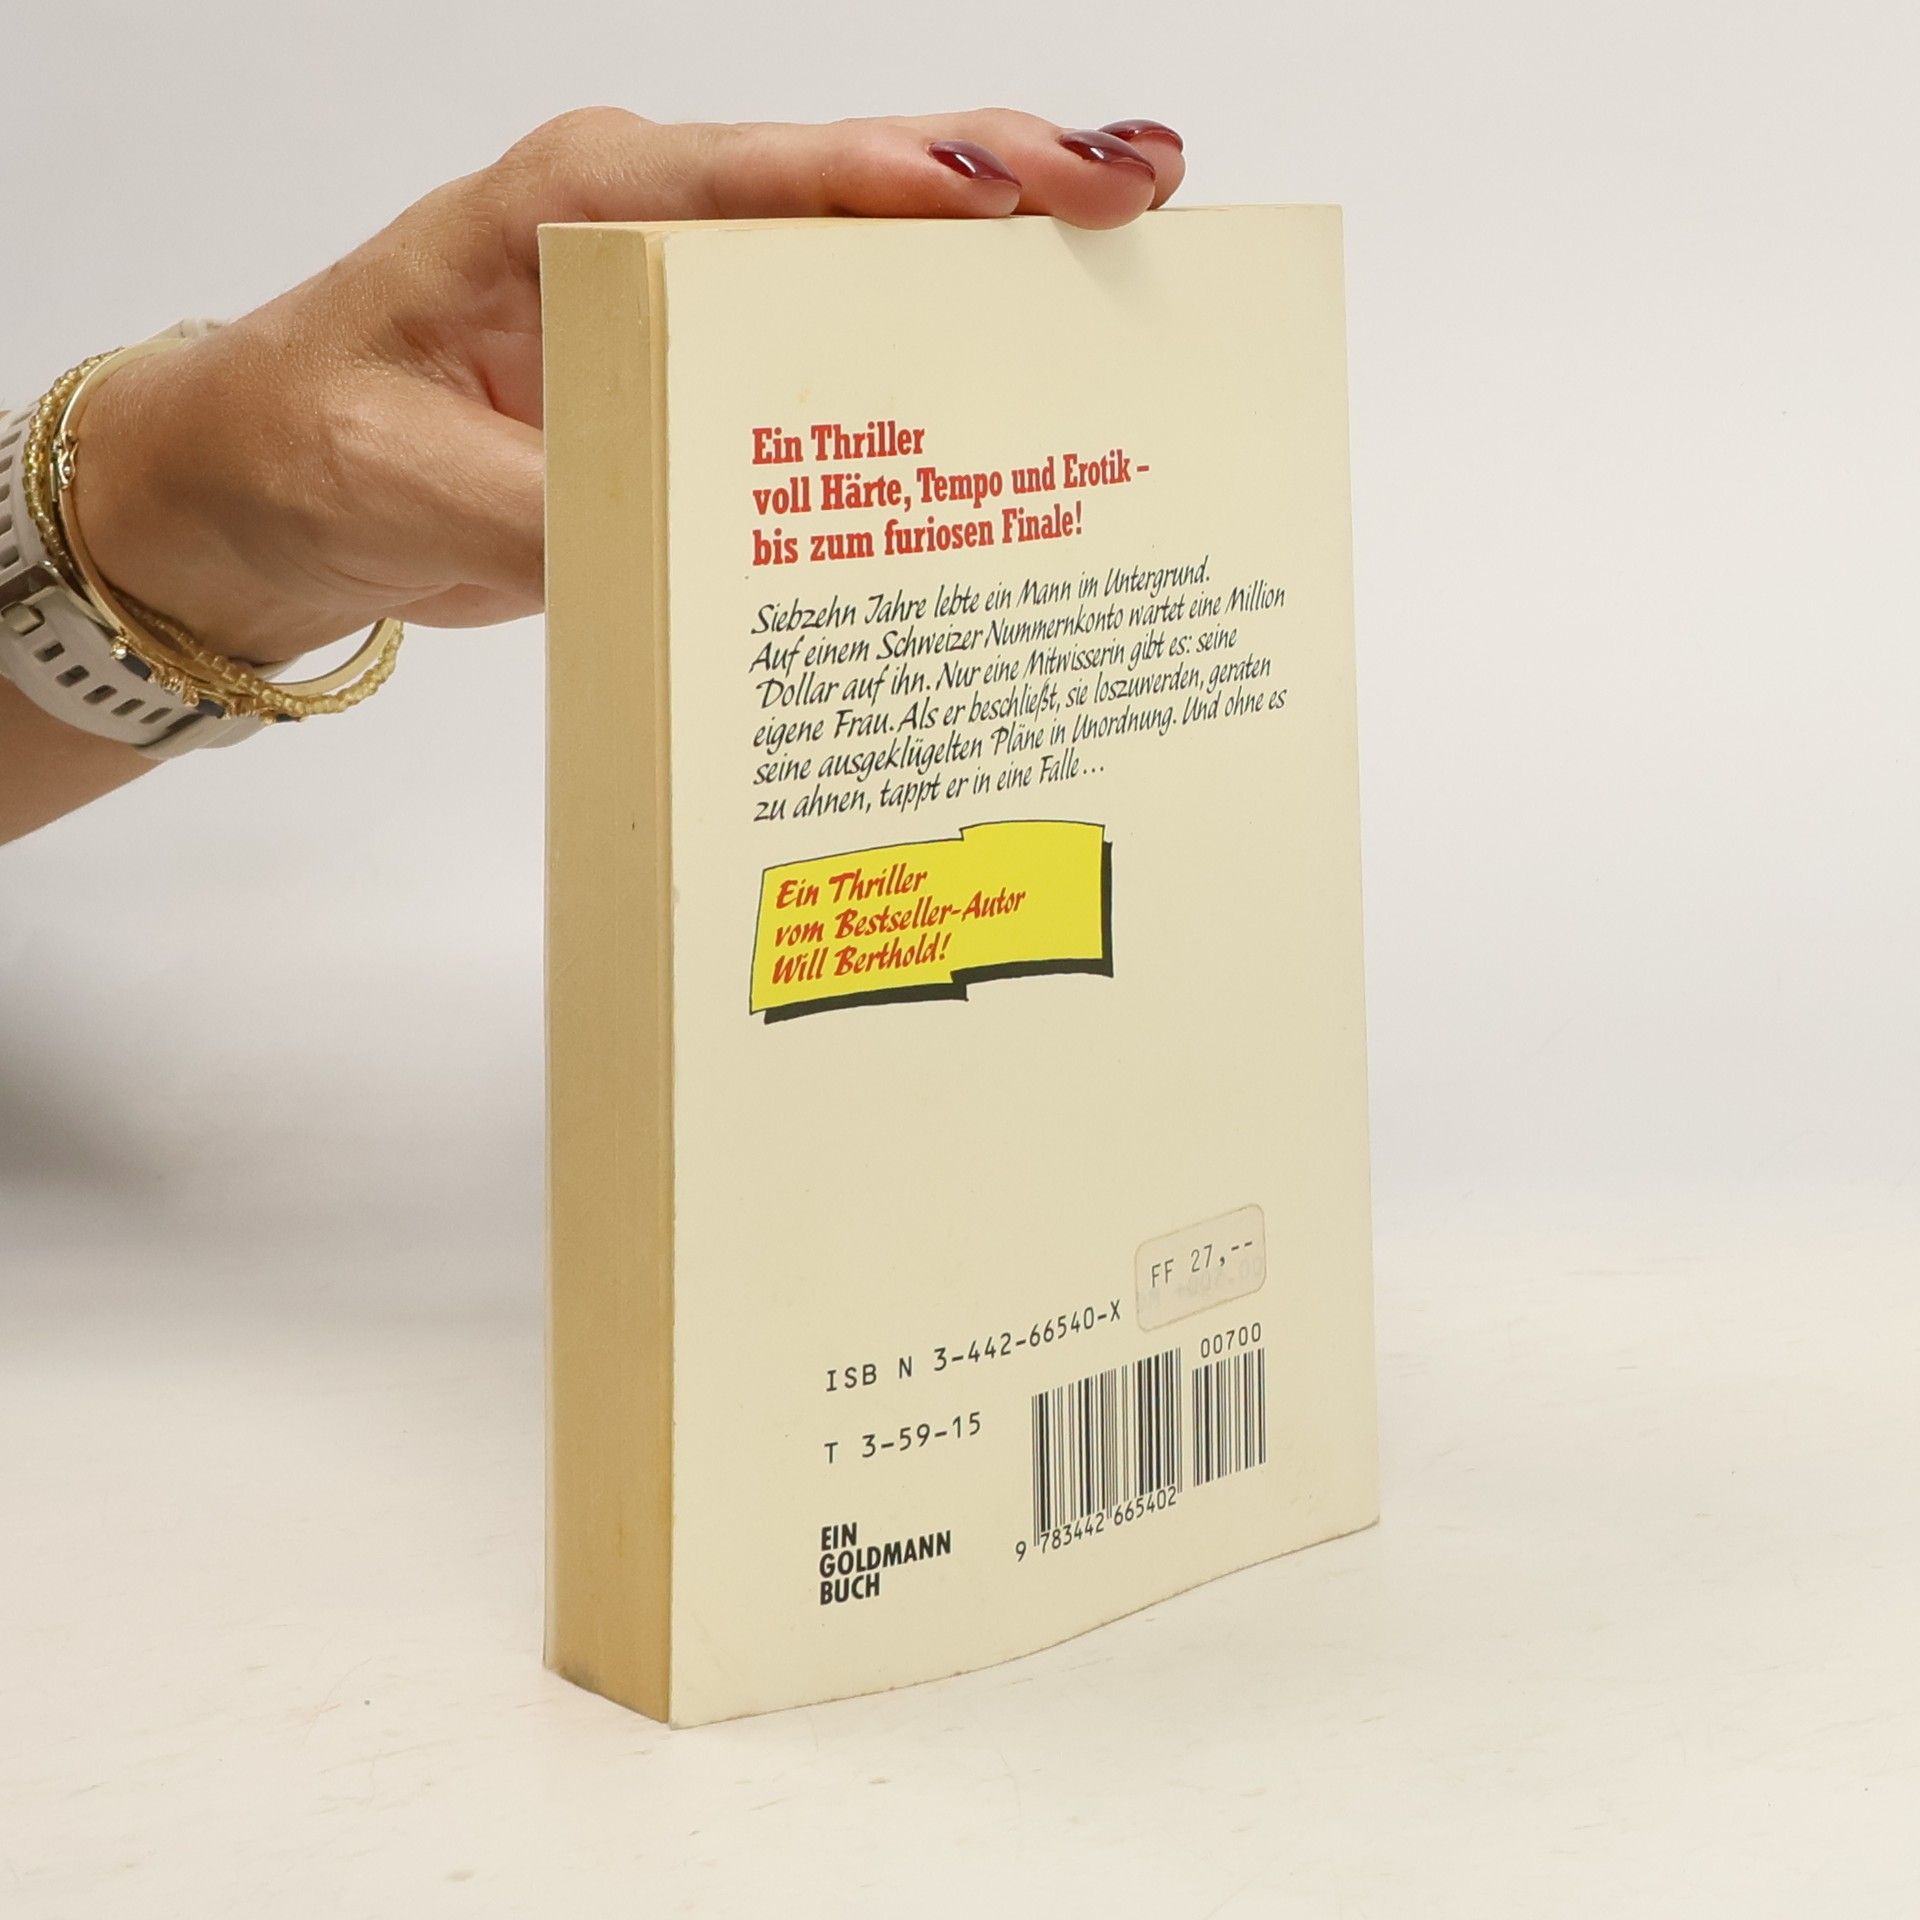 Ein Thriller
voll Härte, Tempo und Erotik –
bis zum furiosen Finale!
Siebzehn Jahre lebte ein Mann im Untergrund.
Auf einem Schweizer Nummernkonto wartet eine Million
Dollar auf ihn. Nur eine Mitwisserin gibt es: seine
eigene Frau. Als er beschließt, sie loszuwerden, geraten
seine ausgeklügelten Pläne in Unordnung. Und ohne es
zu ahnen, tappt er in eine Falle...
Ein Thriller
vom Bestseller-Autor
Will Berthold!
FF 27,--
ISB N 3-442-66540-X
00700
T 3-59-15
9 783442 665402
EIN
GOLDMANN
BUCH